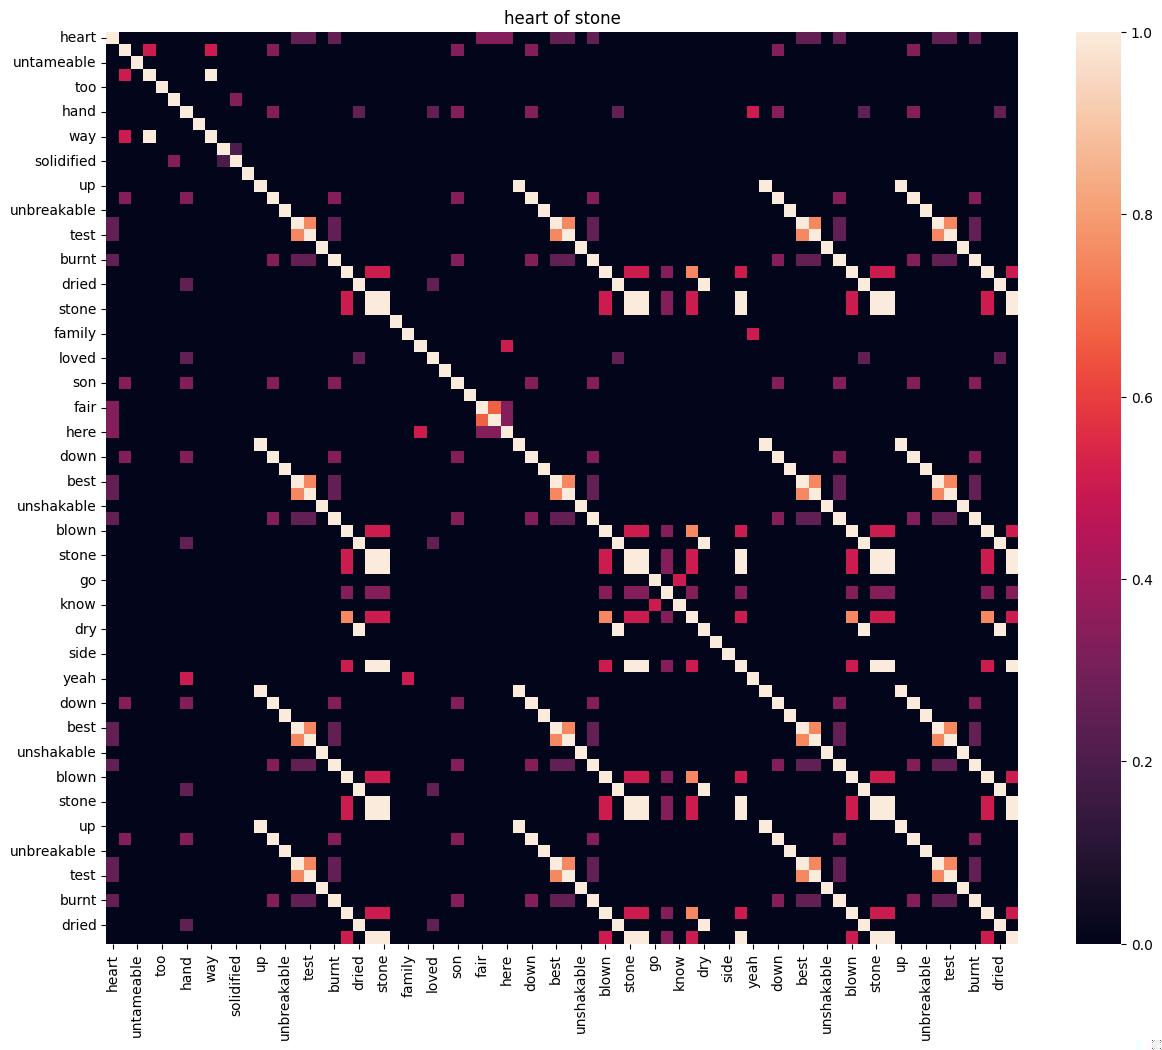 heart of stone
heart
untameable
too
hand
way
solidified
up
unbreakable
test
burnt
dried
stone
family
loved
son
fair
here
down
best
unshakable
blown
stone
go
know
dry
side
yeah
down
best
unshakable
blown
stone
up
unbreakable
test
burnt
dried
1.0
0.8
0.6
0.4
0.2
0.0
heart
untameable
too
hand
way
solidified
up
unbreakable
test
burnt
dried
stone
family
loved
son
fair
here
down
best
unshakable
blown
stone
go
know
dry
side
yeah
down
best
unshakable
blown
stone
up
unbreakable
test
burnt
dried